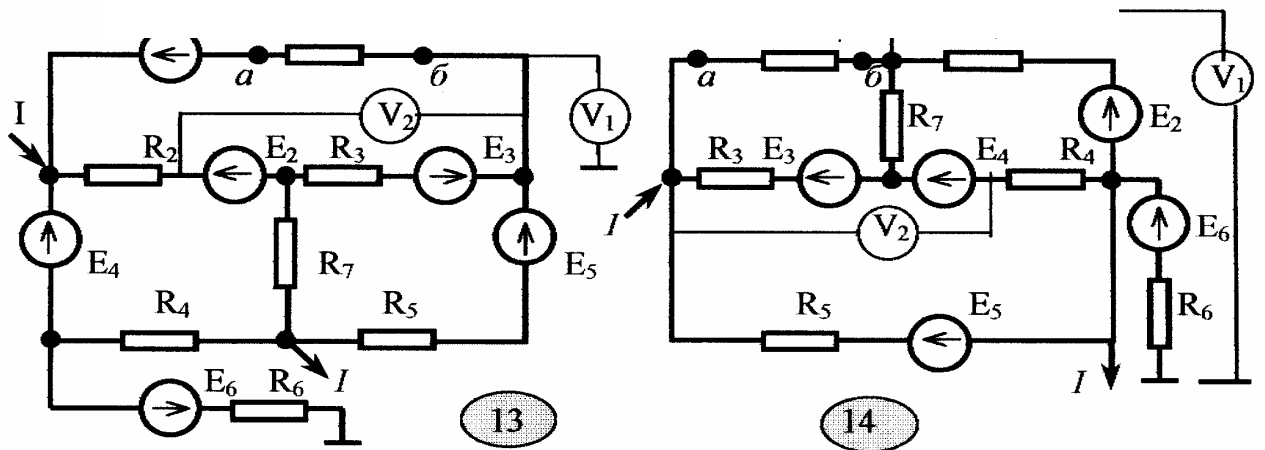 а б
I R₂ E₂ R₃ E₃ V₂ V₁
E₄ R₇ E₅
R₄ R₅
I
E₆ R₆
13
а б V₁
R₇ E₂
R₃ E₃ E₄ R₄
I V₂ E₆
R₅ E₅ R₆
I
14